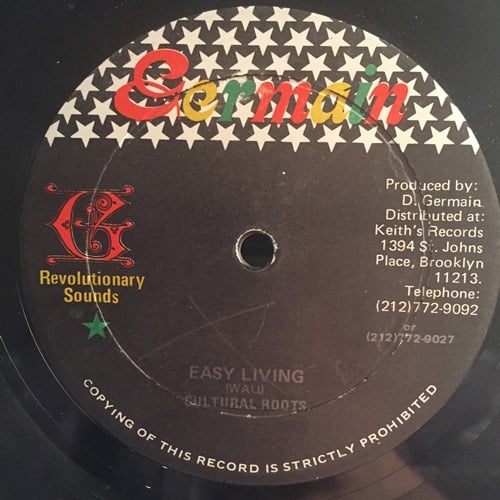 Germain
G
Revolutionary
Sounds
Produced by:
D. Germain
Distributed at:
Keith's Records
1394 St. Johns
Place, Brooklyn
11213.
Telephone:
(212)772-9092
or
(212)772-9027
EASY LIVING
(WALI)
CULTURAL ROOTS
COPYING OF THIS RECORD IS STRICTLY PROHIBITED